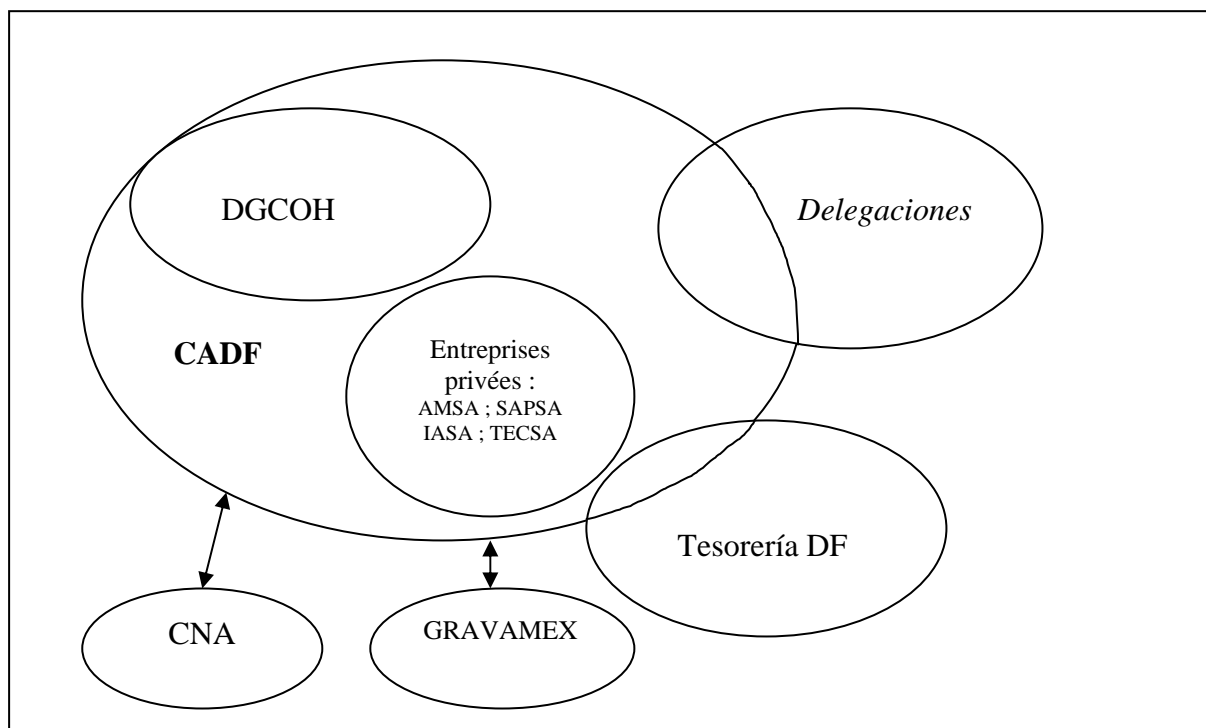 DGCOH
Delegaciones
CADF
Entreprises
privées :
AMSA ; SAPSA
IASA ; TECSA
Tesorería DF
CNA
GRAVAMEX